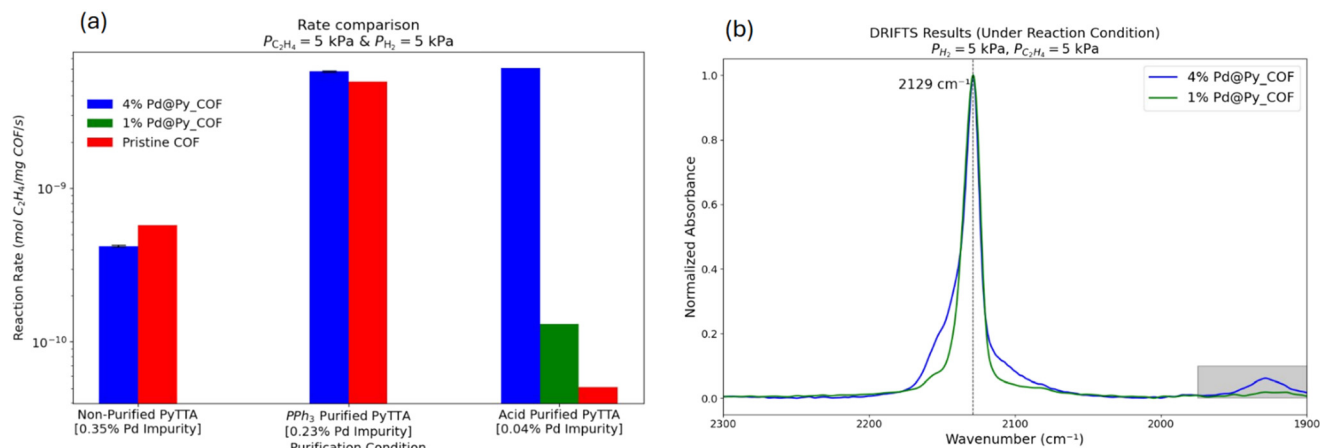 (a)
Rate comparison
P_C₂H₄ = 5 kPa & P_H₂ = 5 kPa
4% Pd@Py_COF
1% Pd@Py_COF
Pristine COF
Reaction Rate (mol C₂H₄/mg COF/s)
10⁻⁹
10⁻¹⁰
Non-Purified PyTTA
[0.35% Pd Impurity]
PPh₃ Purified PyTTA
[0.23% Pd Impurity]
Acid Purified PyTTA
[0.04% Pd Impurity]
Purification Condition
(b)
DRIFTS Results (Under Reaction Condition)
P_H₂ = 5 kPa, P_C₂H₄ = 5 kPa
2129 cm⁻¹
4% Pd@Py_COF
1% Pd@Py_COF
Normalized Absorbance
1.0
0.8
0.6
0.4
0.2
0.0
2300
2200
2100
2000
1900
Wavenumber (cm⁻¹)